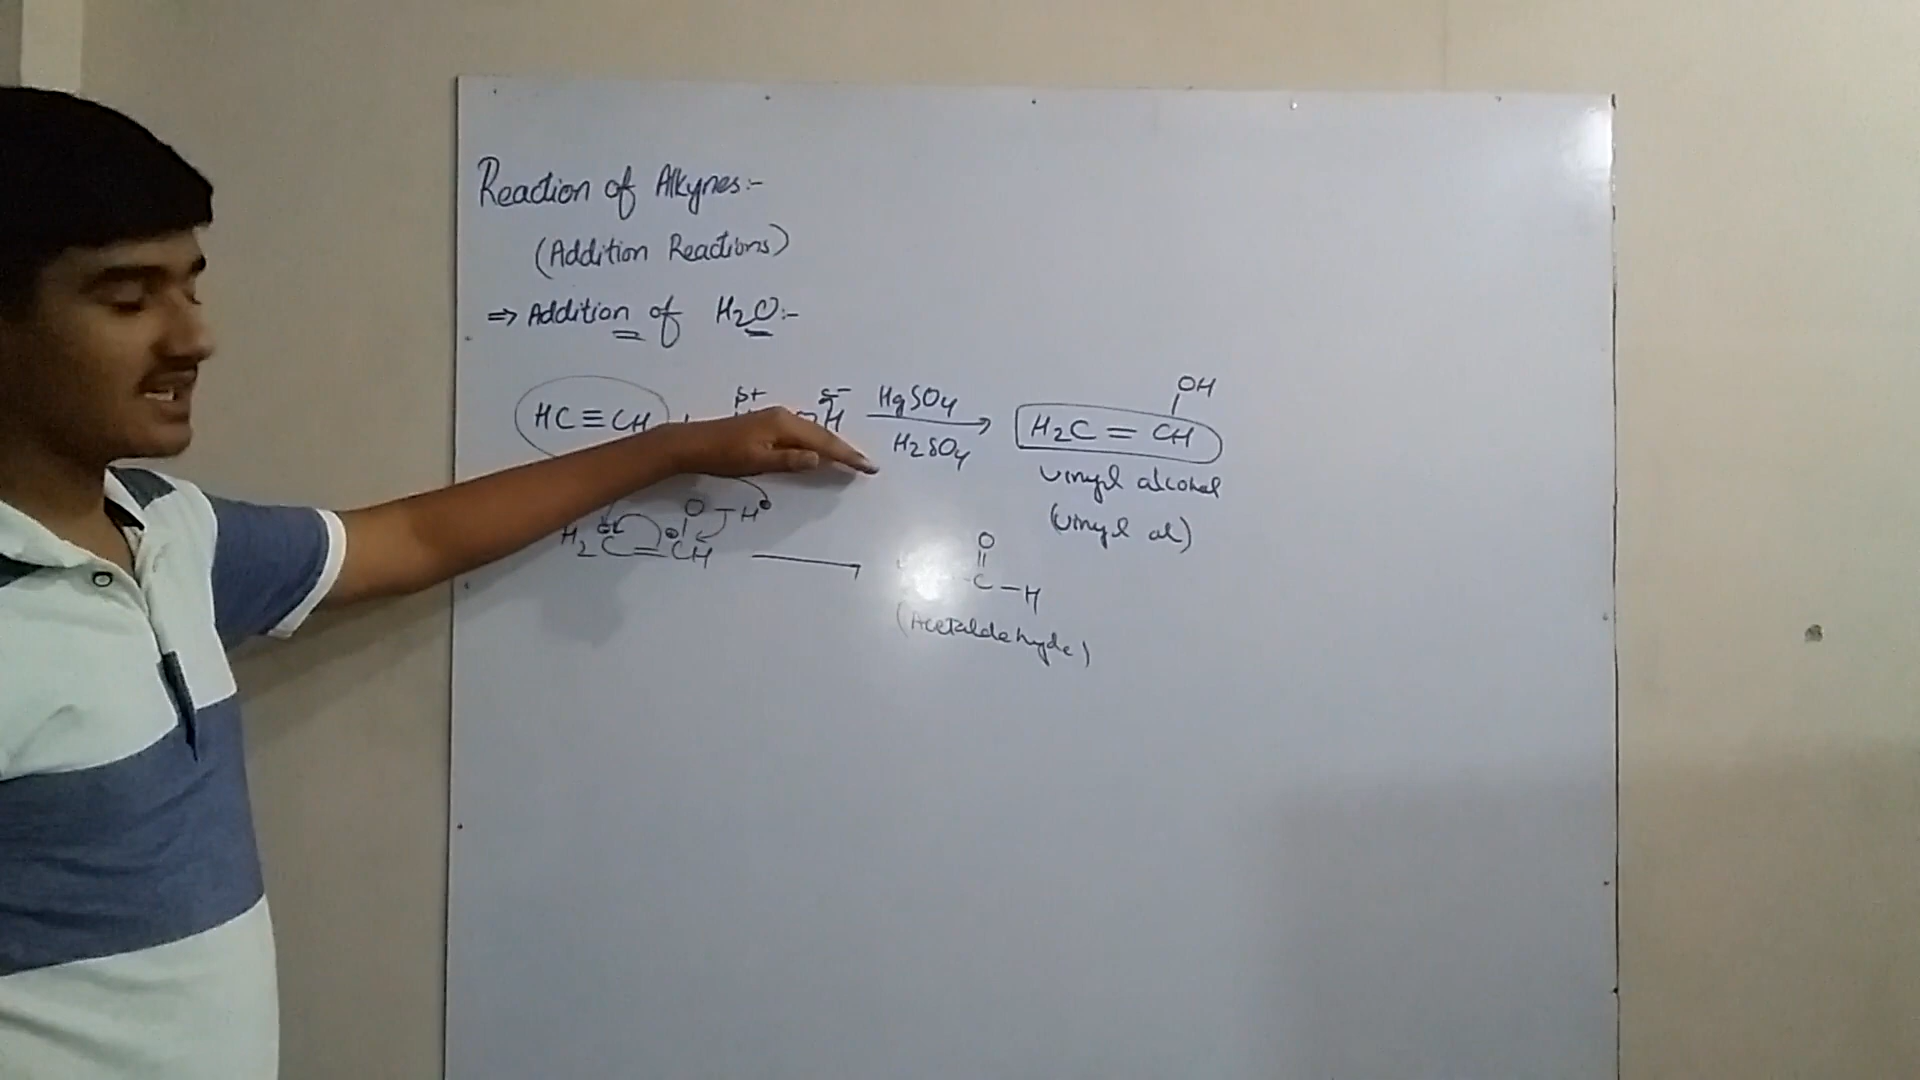 Reaction of Alkynes:-
(Addition Reactions)
⇒ Addition of H2O:-
HC≡CH + δ+ δ- H HgSO4 → H2SO4 H2C=CH OH
vinyl alcohol
(vinyl al)
H2C=CH O-H → C-H O
(Acetaldehyde)